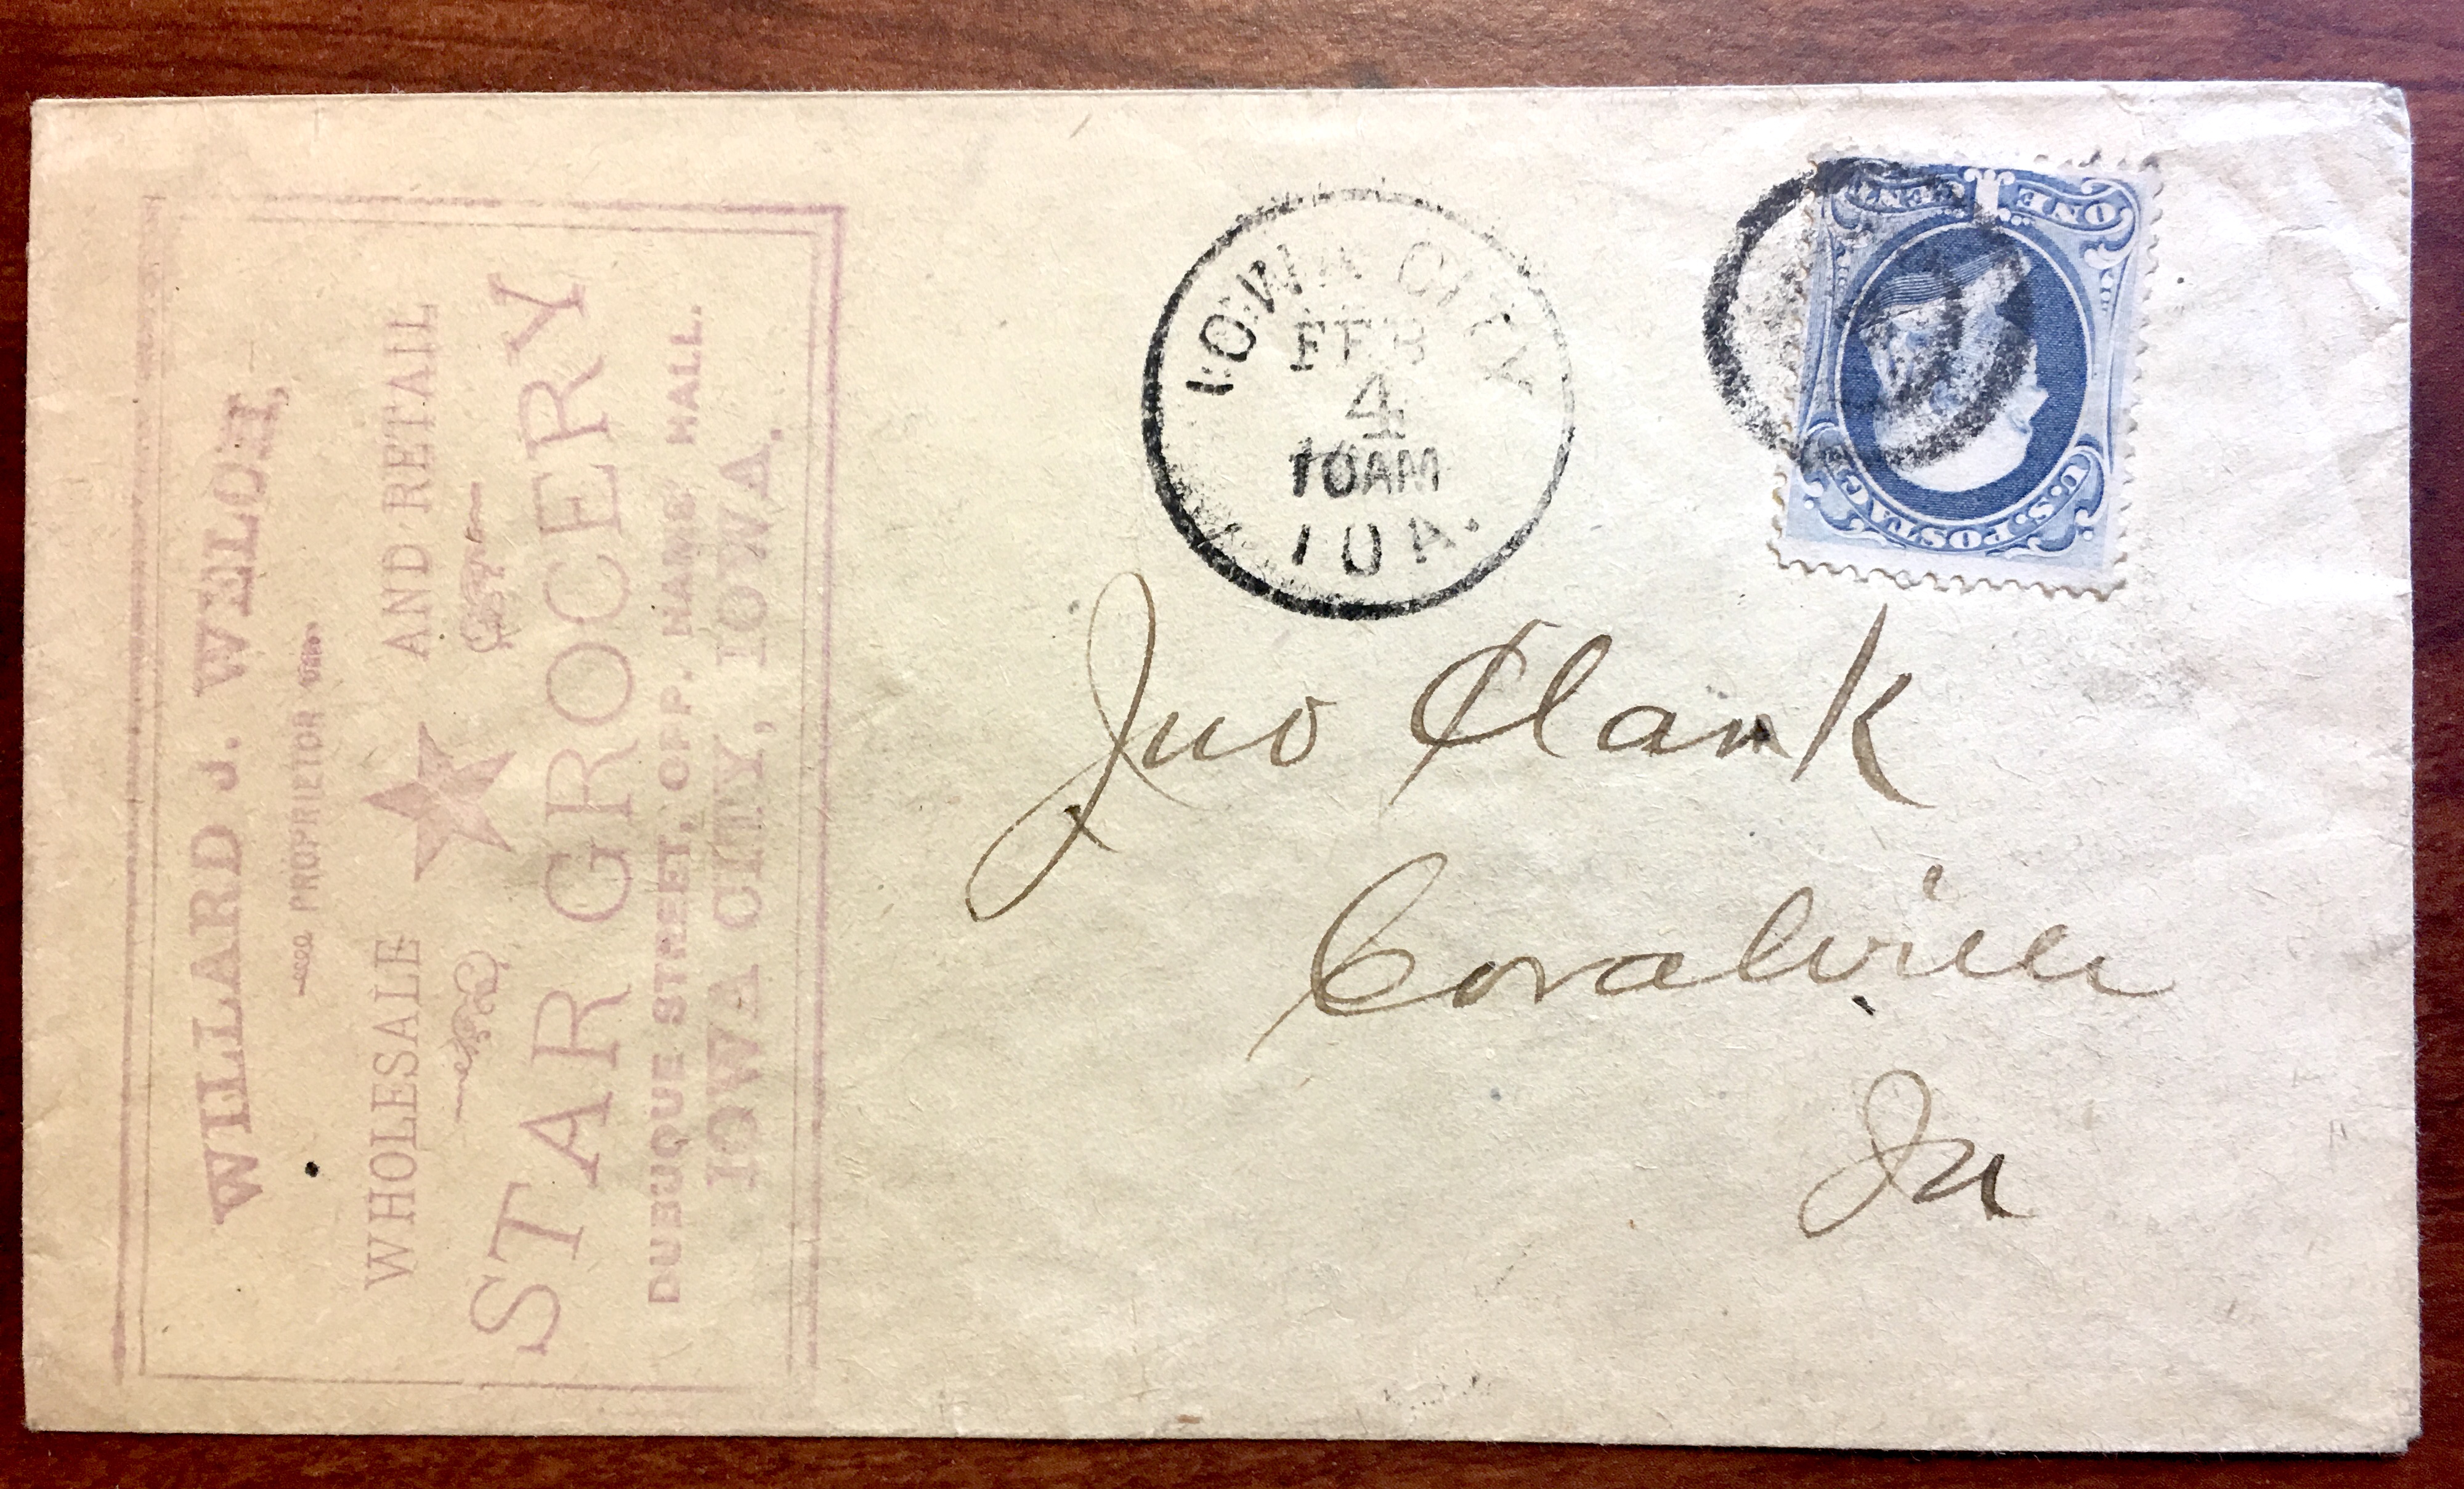 WILLARD J. WELCH,
PROPRIETOR
WHOLESALE AND RETAIL
STAR GROCERY
DUBUQUE STREET, OPP. HAMS HALL.
IOWA CITY, IOWA.
IOWA CITY
FEB
4
10AM
IOA.
ONE CENT
U.S. POSTAGE
Jno Clark
Coralville
Ia